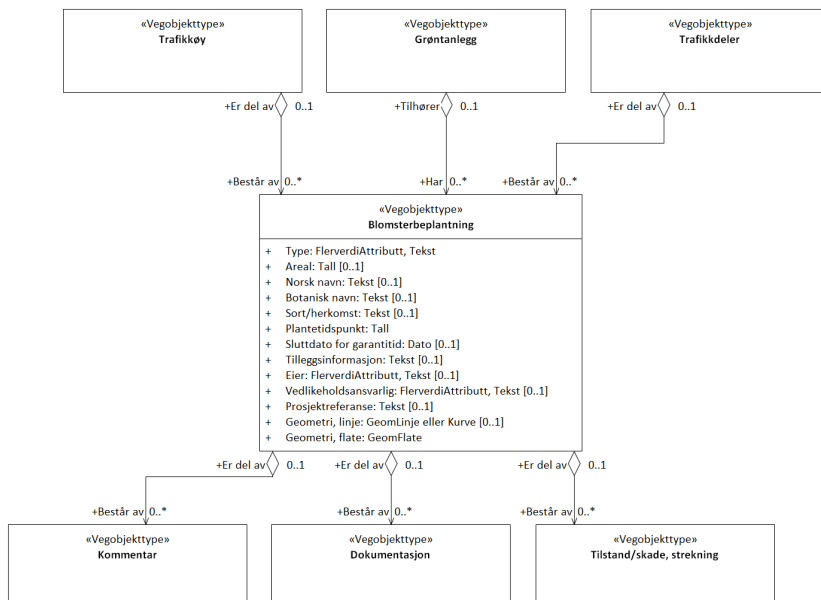 «Vegobjekttype»
Trafikkøy
«Vegobjekttype»
Grøntanlegg
«Vegobjekttype»
Trafikkdeler
+Er del av 0..1
+Tilhører 0..1
+Er del av 0..1
+Består av 0..*
+Har 0..*
+Består av 0..*
«Vegobjekttype»
Blomsterbeplantning
+ Type: FlerverdiAttributt, Tekst
+ Areal: Tall [0..1]
+ Norsk navn: Tekst [0..1]
+ Botanisk navn: Tekst [0..1]
+ Sort/herkomst: Tekst [0..1]
+ Plantetidspunkt: Tall
+ Sluttdato for garantitid: Dato [0..1]
+ Tilleggsinformasjon: Tekst [0..1]
+ Eier: FlerverdiAttributt, Tekst [0..1]
+ Vedlikeholdsansvarlig: FlerverdiAttributt, Tekst [0..1]
+ Prosjektreferanse: Tekst [0..1]
+ Geometri, linje: GeomLinje eller Kurve [0..1]
+ Geometri, flate: GeomFlate
+Er del av 0..1
+Er del av 0..1
+Er del av 0..1
+Består av 0..*
+Består av 0..*
+Består av 0..*
«Vegobjekttype»
Kommentar
«Vegobjekttype»
Dokumentasjon
«Vegobjekttype»
Tilstand/skade, strekning